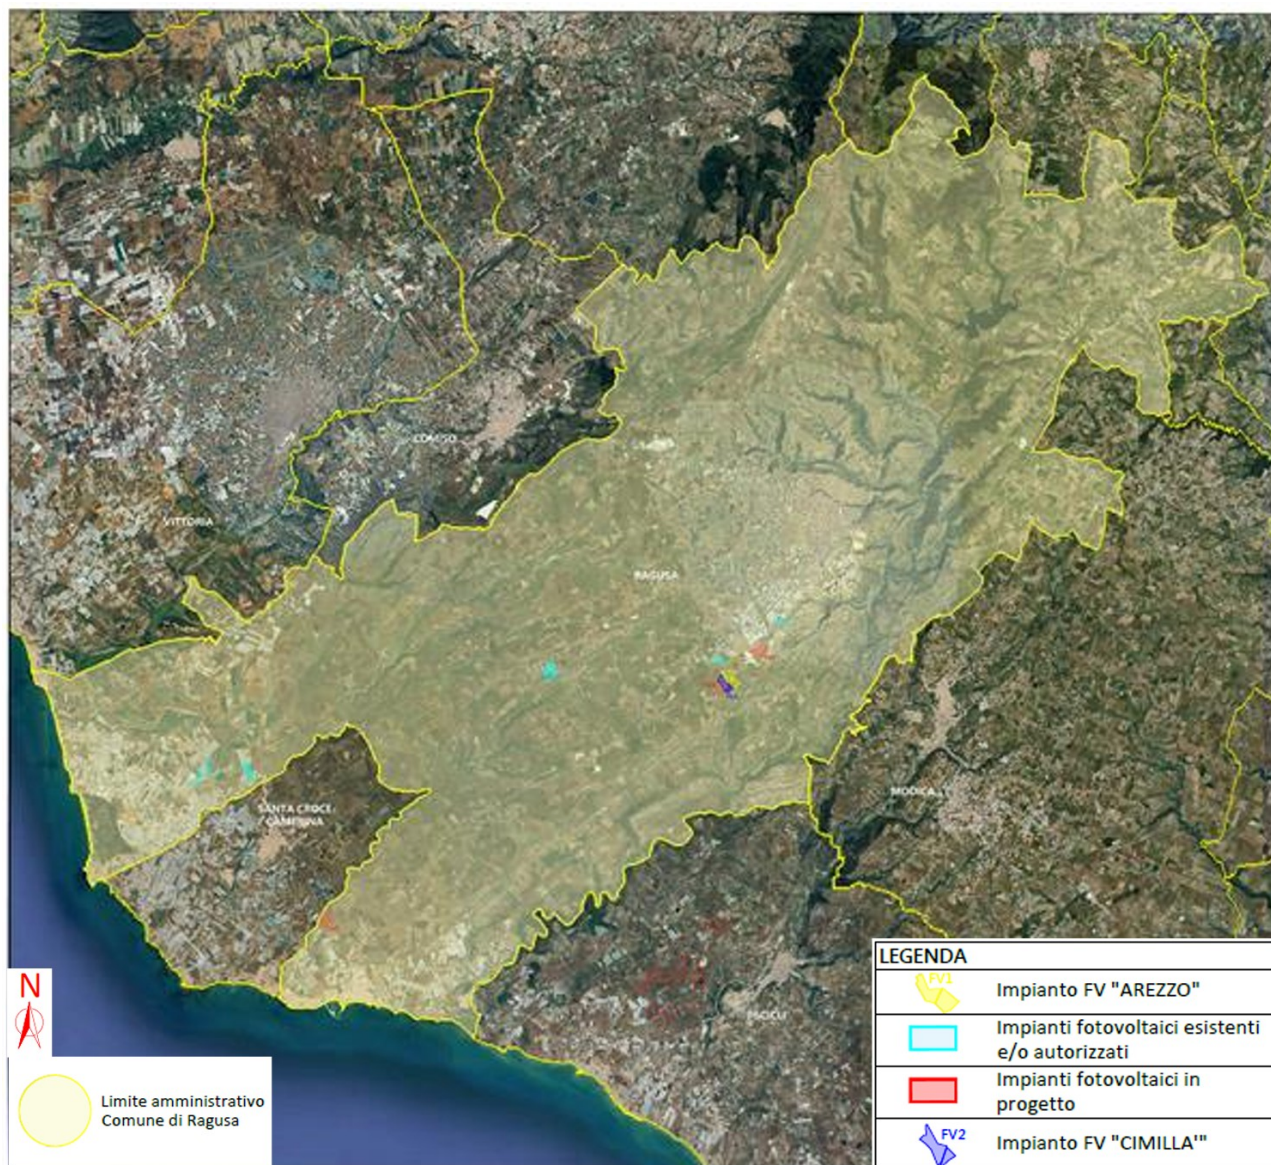 COMISO
VITTORIA
RAGUSA
SANTA CROCE
CAMERINA
MODICA
SCICLI
N
Limite amministrativo
Comune di Ragusa
LEGENDA
FV1
Impianto FV "AREZZO"
Impianti fotovoltaici esistenti
e/o autorizzati
Impianti fotovoltaici in
progetto
FV2
Impianto FV "CIMILLA'"